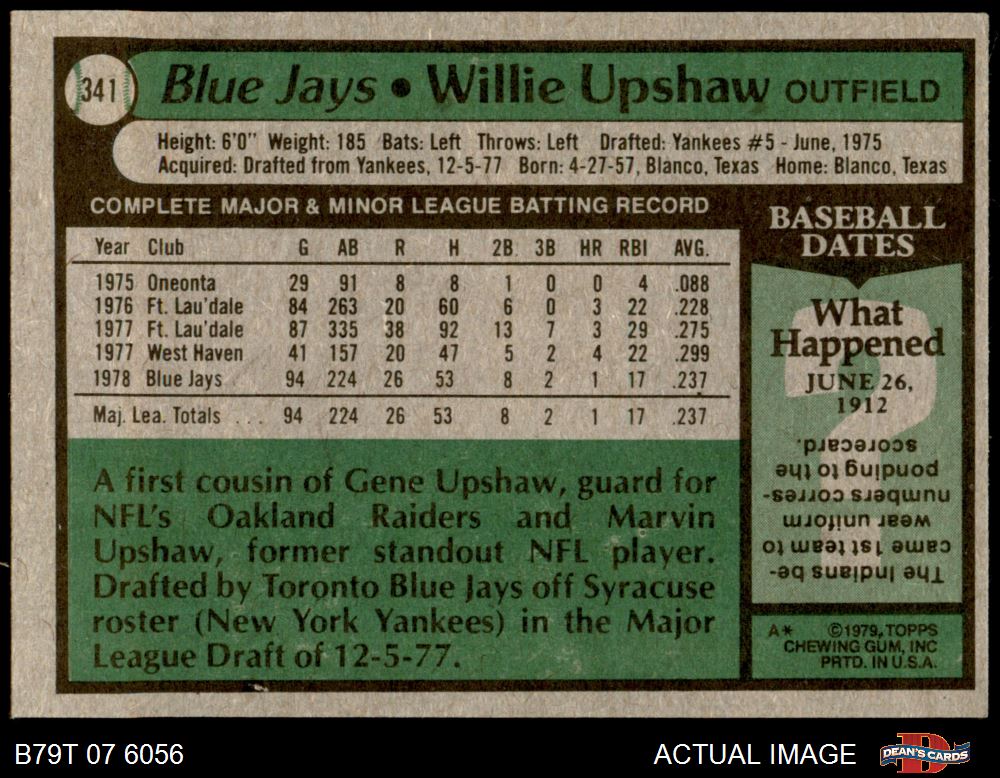 341
Blue Jays • Willie Upshaw OUTFIELD
Height: 6'0" Weight: 185 Bats: Left Throws: Left Drafted: Yankees #5 - June, 1975
Acquired: Drafted from Yankees, 12-5-77 Born: 4-27-57, Blanco, Texas Home: Blanco, Texas
COMPLETE MAJOR & MINOR LEAGUE BATTING RECORD
Year Club G AB R H 2B 3B HR RBI AVG.
1975 Oneonta 29 91 8 8 1 0 0 4 .088
1976 Ft. Lau'dale 84 263 20 60 6 0 3 22 .228
1977 Ft. Lau'dale 87 335 38 92 13 7 3 29 .275
1977 West Haven 41 157 20 47 5 2 4 22 .299
1978 Blue Jays 94 224 26 53 8 2 1 17 .237
Maj. Lea. Totals ... 94 224 26 53 8 2 1 17 .237
A first cousin of Gene Upshaw, guard for
NFL's Oakland Raiders and Marvin
Upshaw, former standout NFL player.
Drafted by Toronto Blue Jays off Syracuse
roster (New York Yankees) in the Major
League Draft of 12-5-77.
BASEBALL
DATES
What
Happened
JUNE 26,
1912
?
The Indians be-
came 1st team to
wear uniform
numbers corres-
ponding to the
scorecard.
A* ©1979, TOPPS
CHEWING GUM, INC
PRTD. IN U.S.A.
B79T 07 6056
ACTUAL IMAGE
D
DEAN'S CARDS